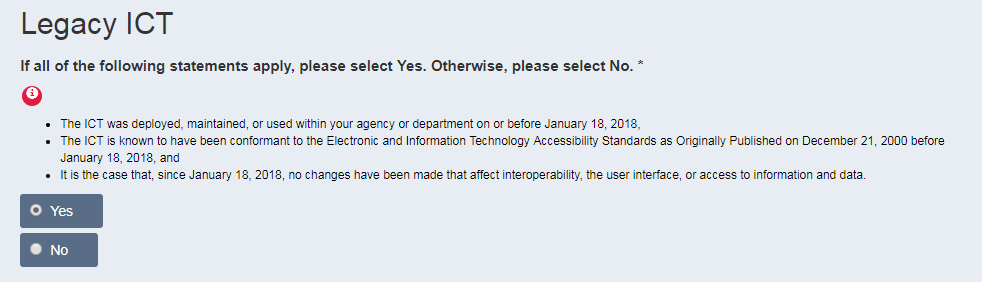 Legacy ICT
If all of the following statements apply, please select Yes. Otherwise, please select No. *
• The ICT was deployed, maintained, or used within your agency or department on or before January 18, 2018,
• The ICT is known to have been conformant to the Electronic and Information Technology Accessibility Standards as Originally Published on December 21, 2000 before
January 18, 2018, and
• It is the case that, since January 18, 2018, no changes have been made that affect interoperability, the user interface, or access to information and data.
Yes
No